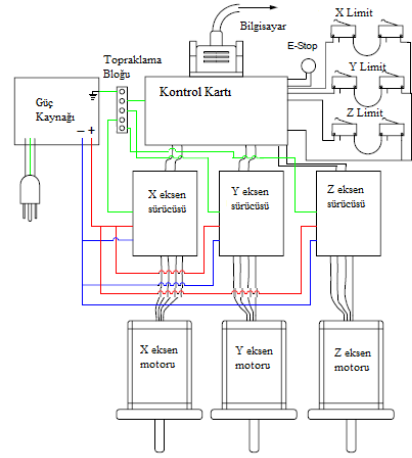 Bilgisayar
X Limit
E-Stop
Topraklama
Bloğu
Y Limit
Kontrol Kartı
Güç
Kaynağı
Z Limit
− +
X eksen
sürücüsü
Y eksen
sürücüsü
Z eksen
sürücüsü
X eksen
motoru
Y eksen
motoru
Z eksen
motoru